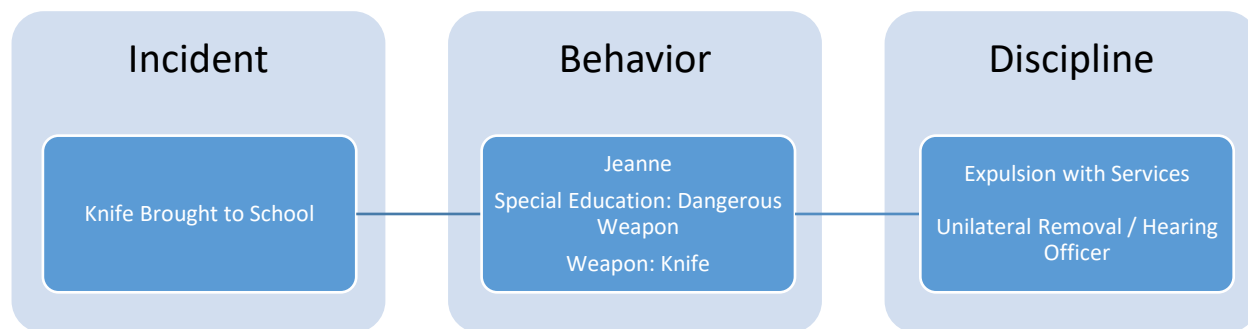 Incident
Knife Brought to School
Behavior
Jeanne
Special Education: Dangerous
Weapon
Weapon: Knife
Discipline
Expulsion with Services
Unilateral Removal / Hearing
Officer